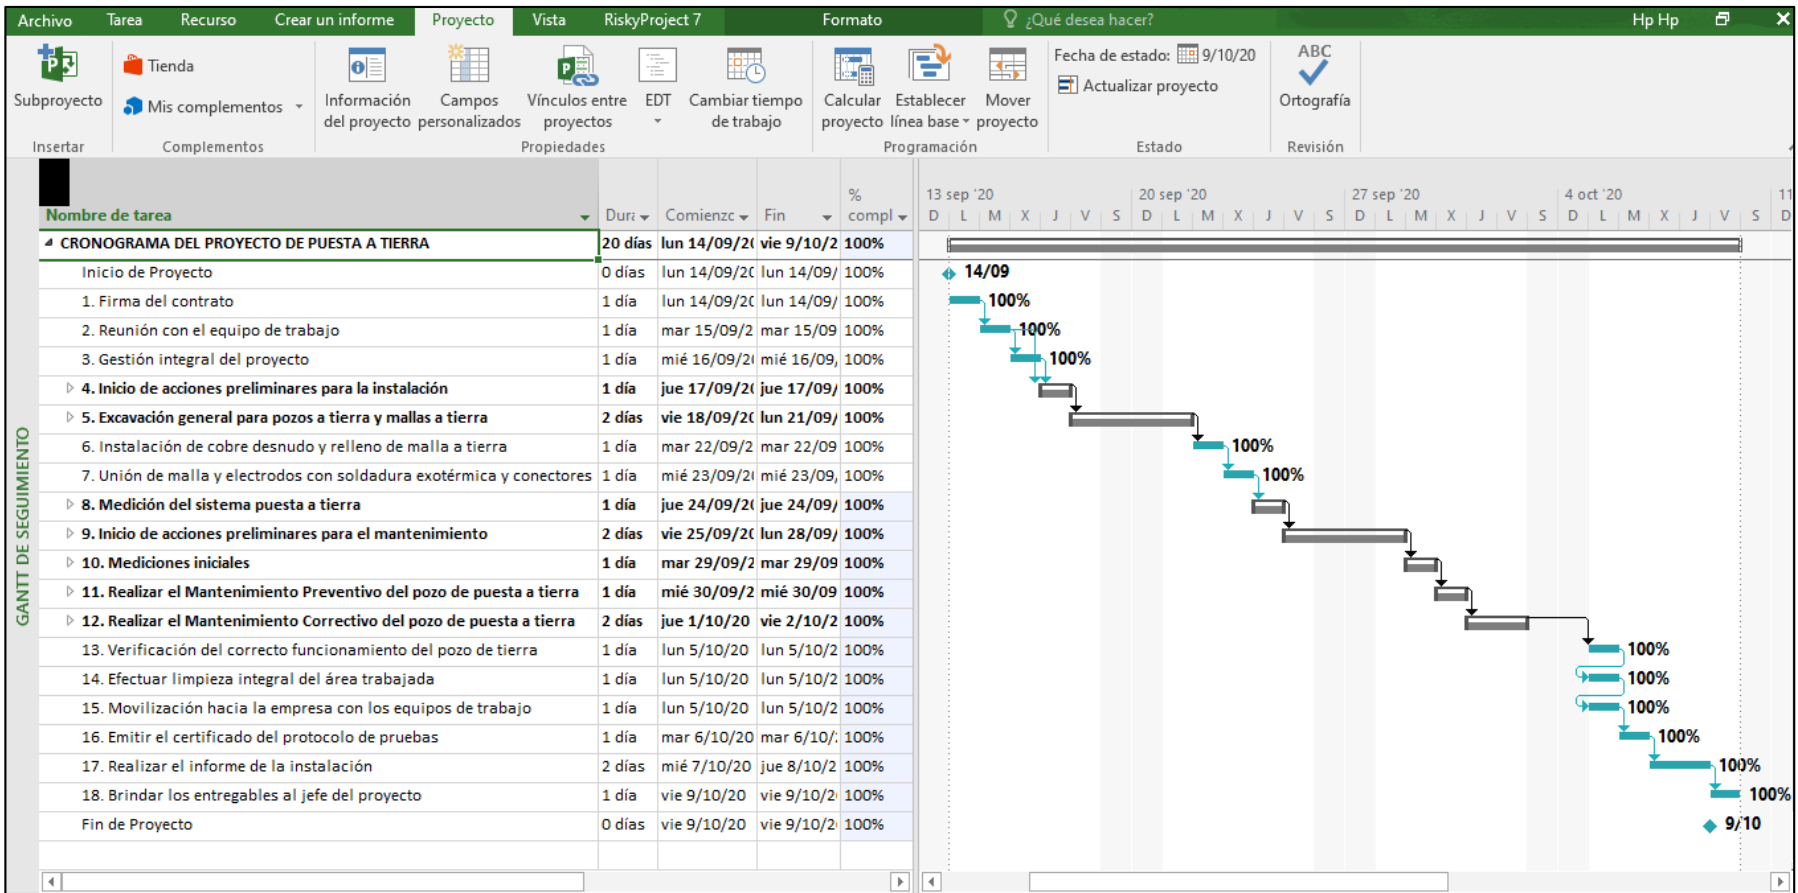 Archivo Tarea Recurso Crear un informe Proyecto Vista RiskyProject 7 Formato ¿Qué desea hacer? Hp Hp
Subproyecto
Tienda
Mis complementos
Información del proyecto
Campos personalizados
Vínculos entre proyectos
EDT
Cambiar tiempo de trabajo
Calcular proyecto
Establecer línea base
Mover proyecto
Fecha de estado: 9/10/20
Actualizar proyecto
ABC
Ortografía
Insertar Complementos Propiedades Programación Estado Revisión
GANTT DE SEGUIMIENTO
13 sep '20 20 sep '20 27 sep '20 4 oct '20 11
Nombre de tarea Dura Comienzo Fin % compl D L M X J V S D L M X J V S D L M X J V S D L M X J V S D
CRONOGRAMA DEL PROYECTO DE PUESTA A TIERRA 20 días lun 14/09/20 vie 9/10/2 100%
Inicio de Proyecto 0 días lun 14/09/20 lun 14/09/ 100% 14/09
1. Firma del contrato 1 día lun 14/09/20 lun 14/09/ 100% 100%
2. Reunión con el equipo de trabajo 1 día mar 15/09/2 mar 15/09 100% 100%
3. Gestión integral del proyecto 1 día mié 16/09/20 mié 16/09, 100% 100%
4. Inicio de acciones preliminares para la instalación 1 día jue 17/09/20 jue 17/09/ 100%
5. Excavación general para pozos a tierra y mallas a tierra 2 días vie 18/09/20 lun 21/09/ 100%
6. Instalación de cobre desnudo y relleno de malla a tierra 1 día mar 22/09/2 mar 22/09 100% 100%
7. Unión de malla y electrodos con soldadura exotérmica y conectores 1 día mié 23/09/20 mié 23/09, 100% 100%
8. Medición del sistema puesta a tierra 1 día jue 24/09/20 jue 24/09/ 100%
9. Inicio de acciones preliminares para el mantenimiento 2 días vie 25/09/20 lun 28/09/ 100%
10. Mediciones iniciales 1 día mar 29/09/2 mar 29/09 100%
11. Realizar el Mantenimiento Preventivo del pozo de puesta a tierra 1 día mié 30/09/2 mié 30/09 100%
12. Realizar el Mantenimiento Correctivo del pozo de puesta a tierra 2 días jue 1/10/20 vie 2/10/2 100%
13. Verificación del correcto funcionamiento del pozo de tierra 1 día lun 5/10/20 lun 5/10/2 100% 100%
14. Efectuar limpieza integral del área trabajada 1 día lun 5/10/20 lun 5/10/2 100% 100%
15. Movilización hacia la empresa con los equipos de trabajo 1 día lun 5/10/20 lun 5/10/2 100% 100%
16. Emitir el certificado del protocolo de pruebas 1 día mar 6/10/20 mar 6/10/ 100% 100%
17. Realizar el informe de la instalación 2 días mié 7/10/20 jue 8/10/2 100% 100%
18. Brindar los entregables al jefe del proyecto 1 día vie 9/10/20 vie 9/10/2 100% 100%
Fin de Proyecto 0 días vie 9/10/20 vie 9/10/2 100% 9/10